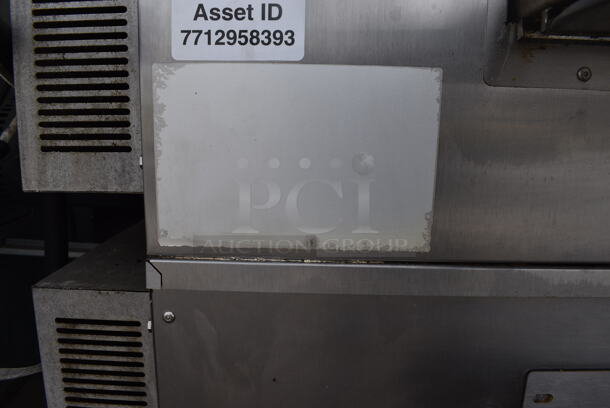 Asset ID
7712958393
PCI
AUCTION GROUP